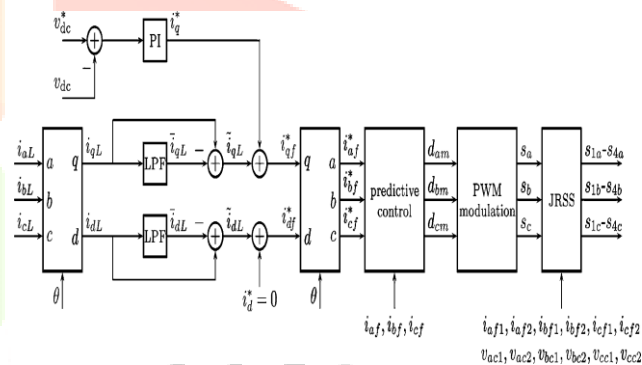 v*dc
i*q
PI
−
vdc
iaL
a
q
iqL
LPF
īqL
−
ĩqL
i*qf
q
a
i*af
predictive
control
dam
PWM
modulation
sa
JRSS
s1a-s4a
ibL
b
b
i*bf
dbm
sb
s1b-s4b
icL
c
d
idL
LPF
īdL
−
ĩdL
i*df
d
c
i*cf
dcm
sc
s1c-s4c
θ
i*d = 0
θ
iaf, ibf, icf
iaf1, iaf2, ibf1, ibf2, icf1, icf2
vac1, vac2, vbc1, vbc2, vcc1, vcc2